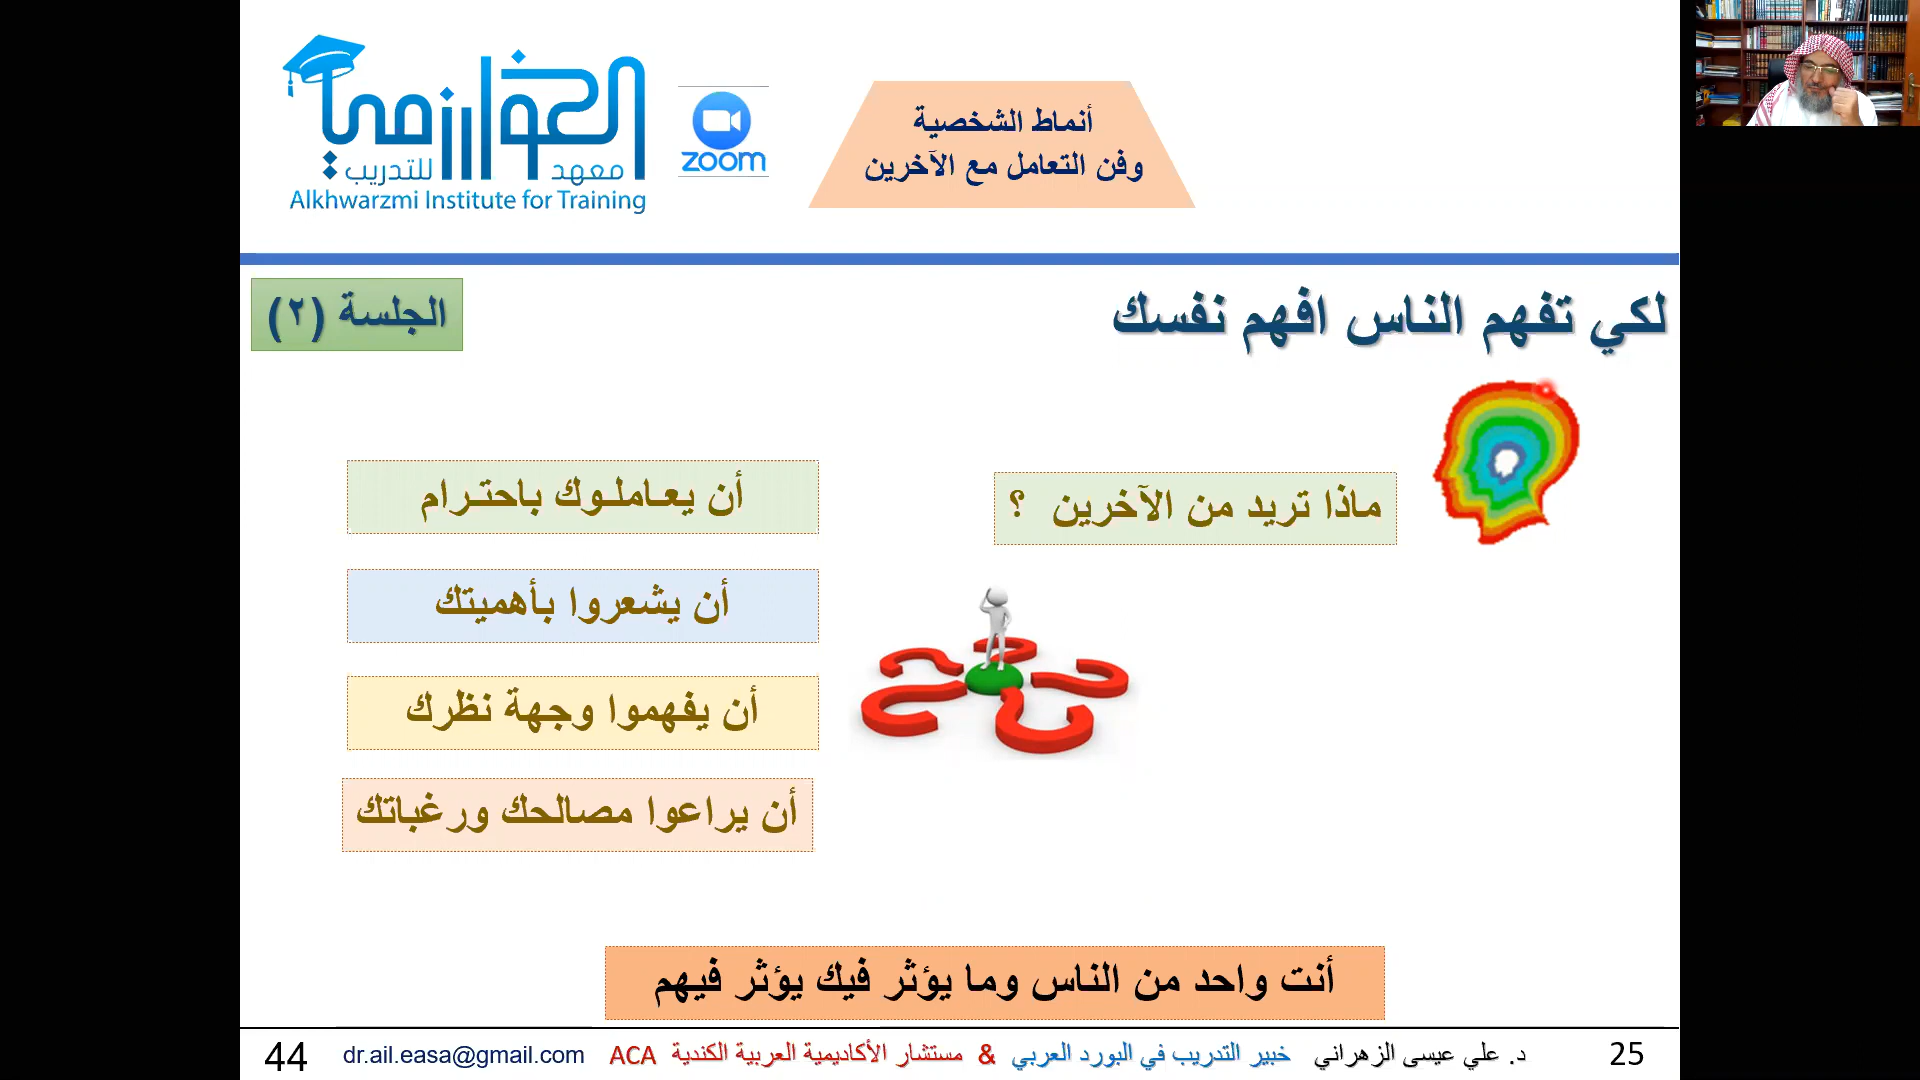 الخوارزمي
معهد للتدريب
Alkhwarzmi Institute for Training
zoom
أنماط الشخصية
وفن التعامل مع الآخرين
لكي تفهم الناس افهم نفسك
الجلسة (٢)
ماذا تريد من الآخرين ؟
أن يعـاملـوك باحتـرام
أن يشعروا بأهميتك
أن يفهموا وجهة نظرك
أن يراعوا مصالحك ورغباتك
أنت واحد من الناس وما يؤثر فيك يؤثر فيهم
25 د. علي عيسى الزهراني خبير التدريب في البورد العربي & مستشار الأكاديمية العربية الكندية ACA dr.ail.easa@gmail.com 44